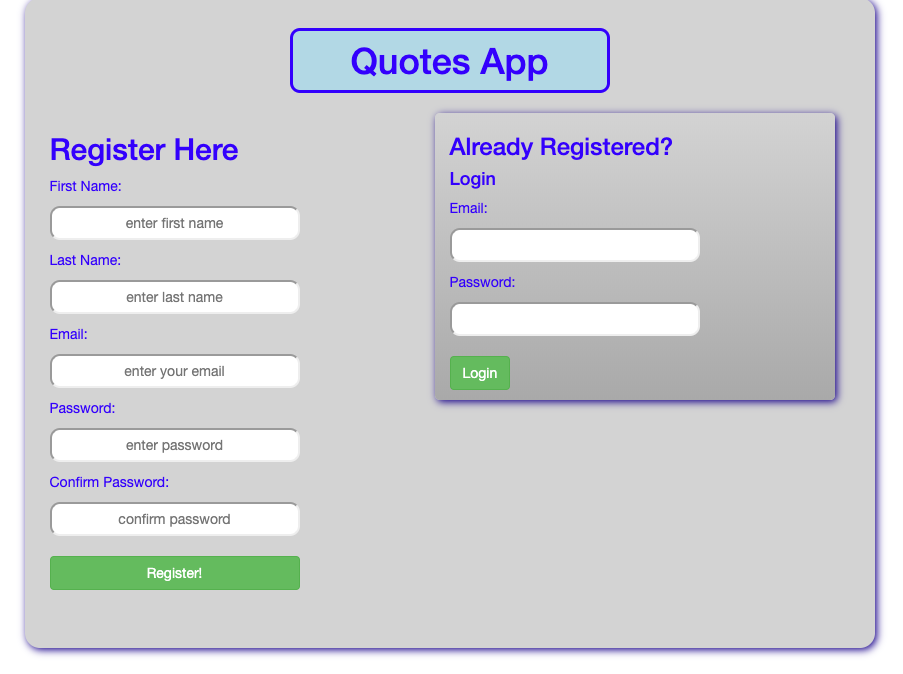 Quotes App
Register Here
First Name:
enter first name
Last Name:
enter last name
Email:
enter your email
Password:
enter password
Confirm Password:
confirm password
Register!
Already Registered?
Login
Email:
Password:
Login